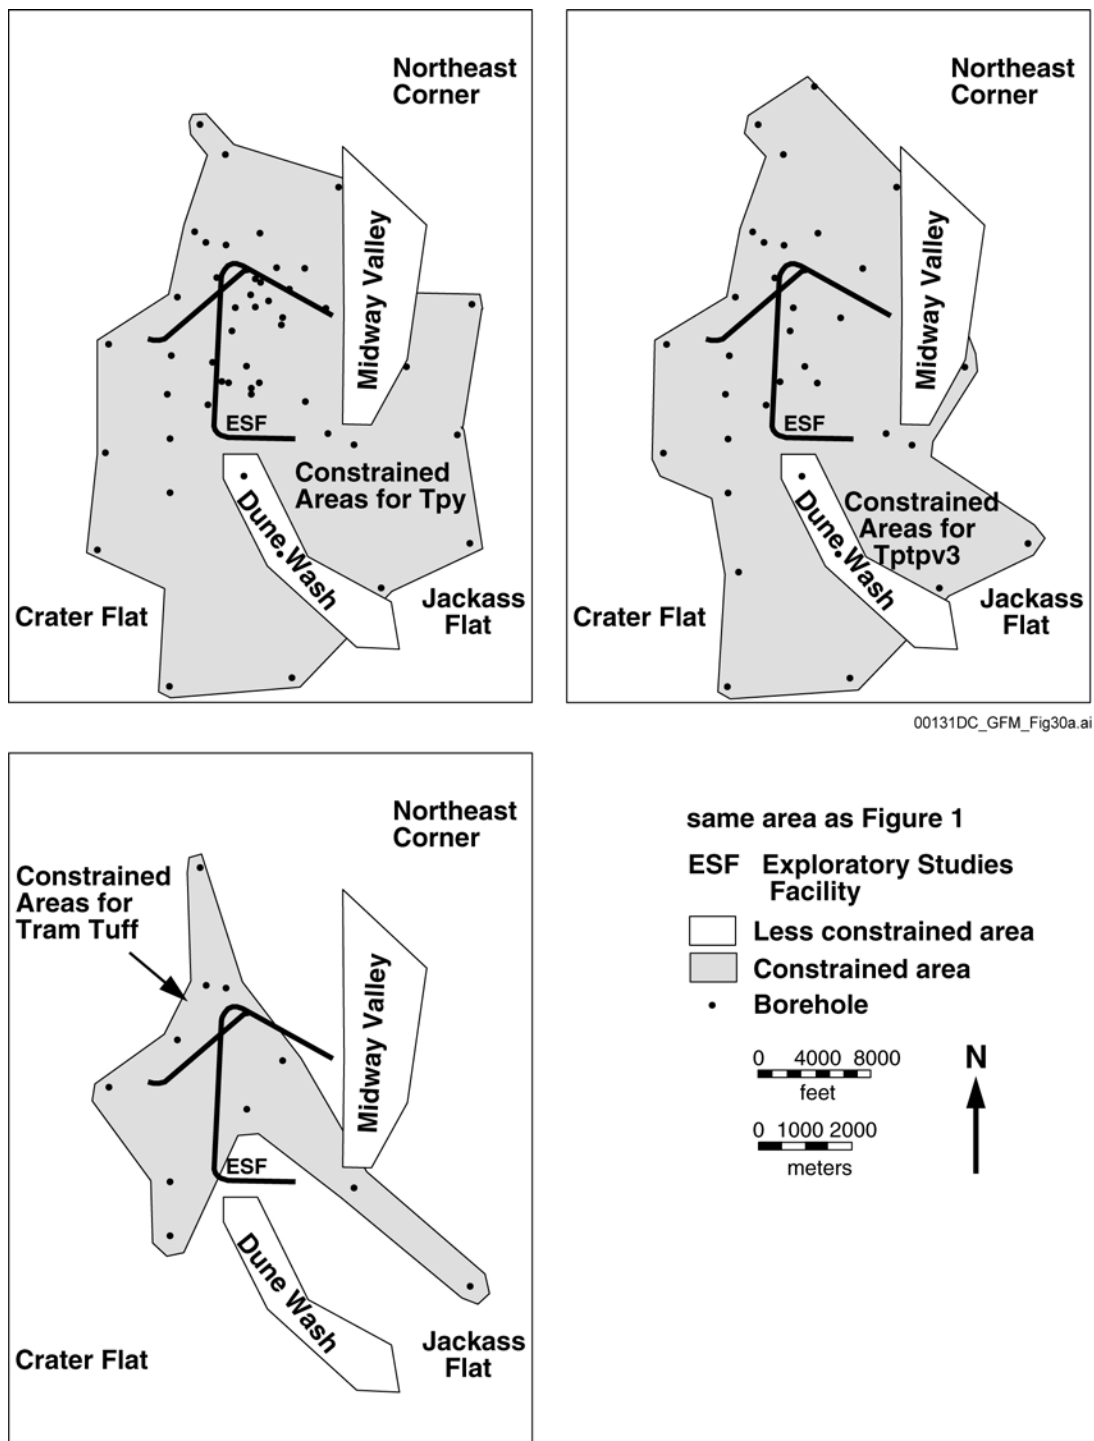 Northeast
Corner
Midway Valley
ESF
Constrained
Areas for Tpy
Dune Wash
Crater Flat
Jackass
Flat
Northeast
Corner
Midway Valley
ESF
Constrained
Areas for
Tptpv3
Dune Wash
Crater Flat
Jackass
Flat
00131DC_GFM_Fig30a.ai
Northeast
Corner
Constrained
Areas for
Tram Tuff
Midway Valley
ESF
Dune Wash
Crater Flat
Jackass
Flat
same area as Figure 1
ESF Exploratory Studies
Facility
Less constrained area
Constrained area
Borehole
0 4000 8000
feet
N
0 1000 2000
meters